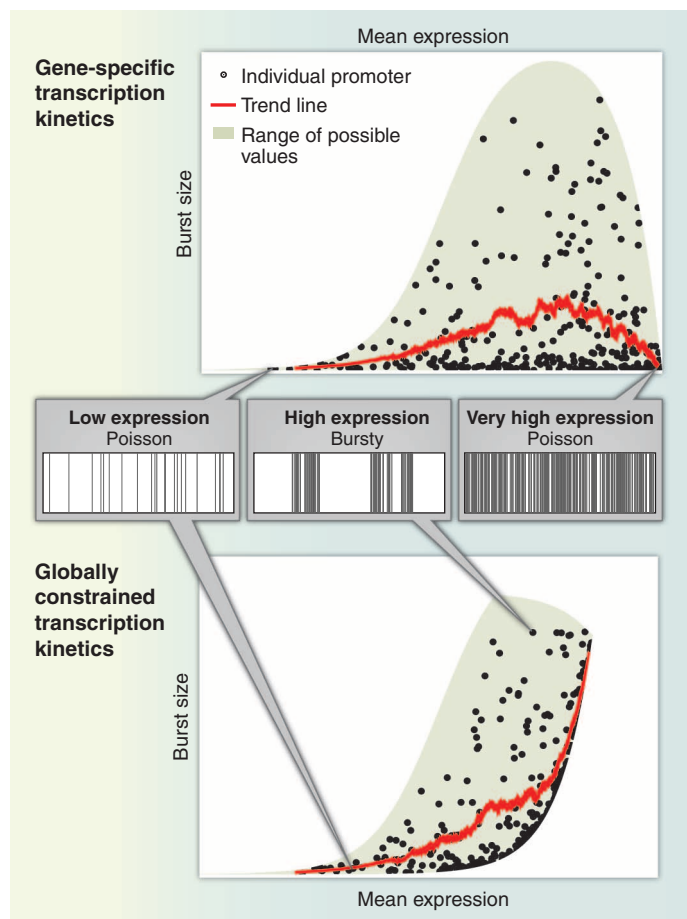 Mean expression
Gene-specific
transcription
kinetics
Individual promoter
Trend line
Range of possible
values
Burst size
Low expression
Poisson
High expression
Bursty
Very high expression
Poisson
Globally
constrained
transcription
kinetics
Burst size
Mean expression